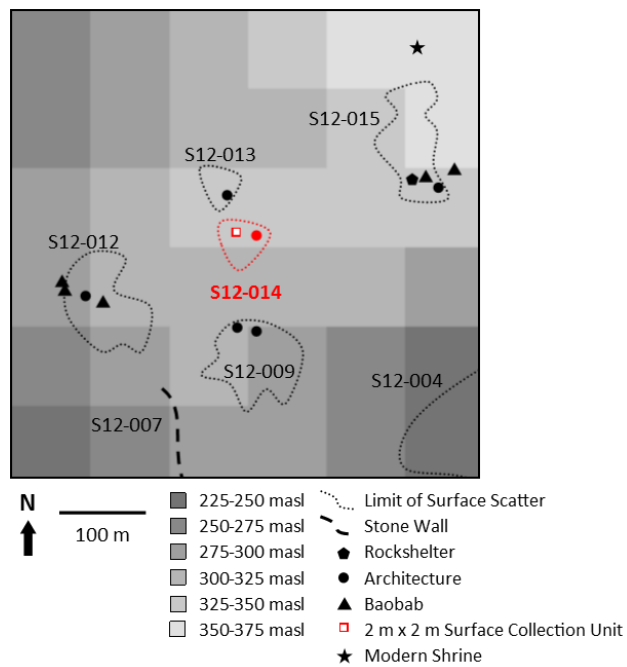 S12-015
S12-013
S12-012
S12-014
S12-009
S12-004
S12-007
N
100 m
225-250 masl
250-275 masl
275-300 masl
300-325 masl
325-350 masl
350-375 masl
Limit of Surface Scatter
Stone Wall
Rockshelter
Architecture
Baobab
2 m x 2 m Surface Collection Unit
Modern Shrine